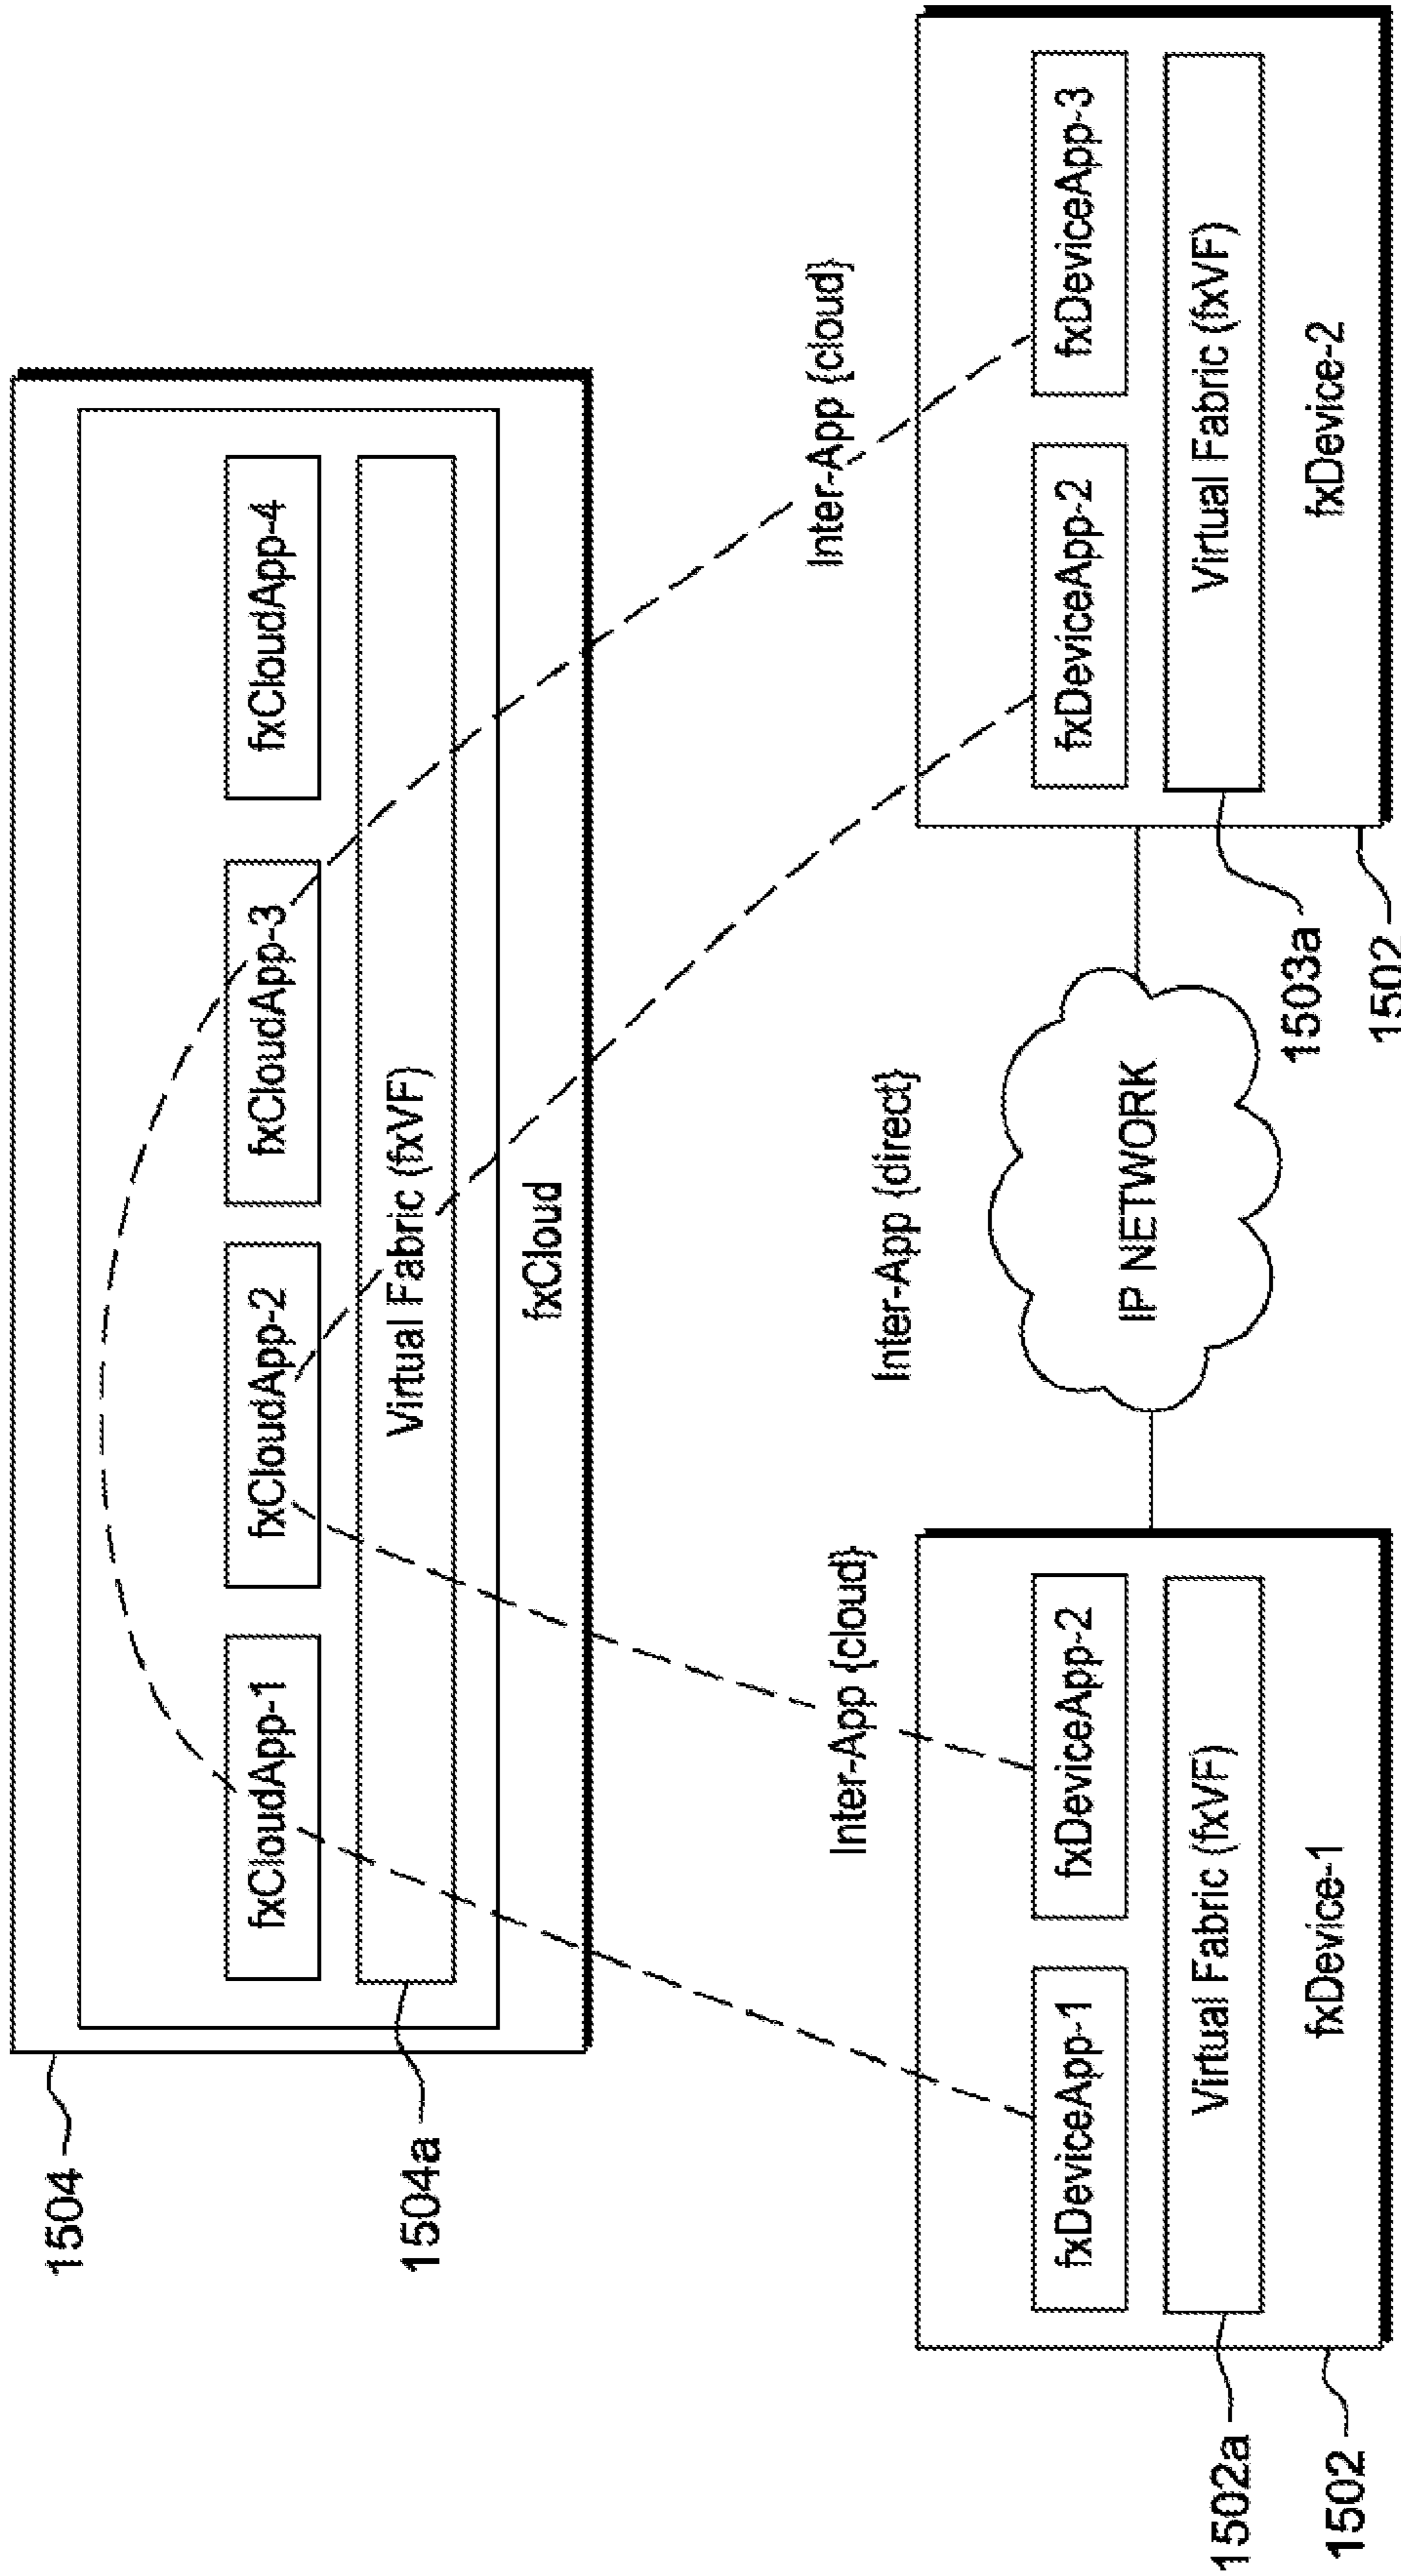 1504
fxCloudApp-1
fxCloudApp-2
fxCloudApp-3
fxCloudApp-4
1504a
Virtual Fabric (fxVF)
fxCloud
Inter-App {cloud}
Inter-App {direct}
Inter-App {cloud}
fxDeviceApp-1
fxDeviceApp-2
IP NETWORK
fxDeviceApp-2
fxDeviceApp-3
1502a
Virtual Fabric (fxVF)
1503a
Virtual Fabric (fxVF)
1502
fxDevice-1
1502
fxDevice-2